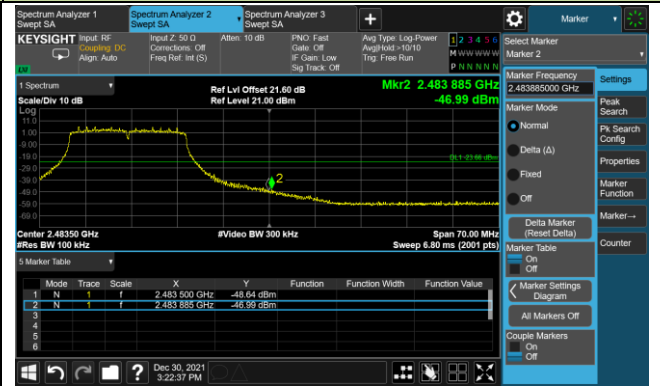 Spectrum Analyzer 1
Swept SA
Spectrum Analyzer 2
Swept SA
Spectrum Analyzer 3
Swept SA
+
Marker
KEYSIGHT
Input: RF
Coupling: DC
Align: Auto
Input Z: 50 Ω
Corrections: Off
Freq Ref: Int (S)
Atten: 10 dB
PNO: Fast
Gate: Off
IF Gain: Low
Sig Track: Off
Avg Type: Log-Power
Avg|Hold:>10/10
Trig: Free Run
1 2 3 4 5 6
M W W W W W
P N N N N N
Select Marker
Marker 2
1 Spectrum
Scale/Div 10 dB
Ref Lvl Offset 21.60 dB
Ref Level 21.00 dBm
Mkr2 2.483 885 GHz
-46.99 dBm
Log
11.0
1.00
-9.00
-19.0
-29.0
-39.0
-49.0
-59.0
-69.0
DL1 -23.66 dBm
2
Center 2.48350 GHz
#Res BW 100 kHz
#Video BW 300 kHz
Span 70.00 MHz
Sweep 6.80 ms (2001 pts)
5 Marker Table
Mode Trace Scale X Y Function Function Width Function Value
1 N 1 f 2.483 500 GHz -48.64 dBm
2 N 1 f 2.483 885 GHz -46.99 dBm
3
4
5
6
Marker Frequency
2.483885000 GHz
Marker Mode
Normal
Delta (Δ)
Fixed
Off
Delta Marker
(Reset Delta)
Marker Table
On
Off
Marker Settings
Diagram
All Markers Off
Couple Markers
On
Off
Settings
Peak
Search
Pk Search
Config
Properties
Marker
Function
Marker→
Counter
?
Dec 30, 2021
3:22:37 PM